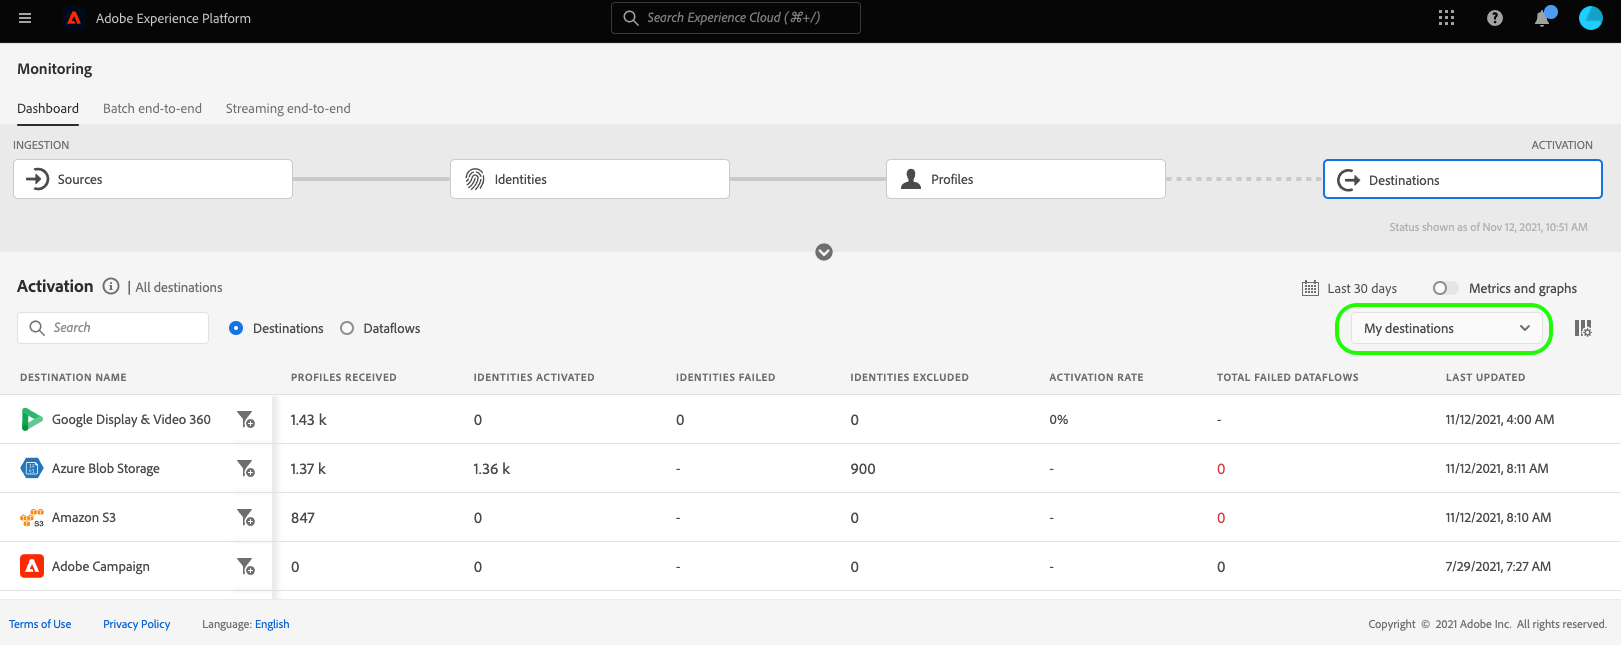 Adobe Experience Platform
Search Experience Cloud (⌘+/)
Monitoring
Dashboard Batch end-to-end Streaming end-to-end
INGESTION ACTIVATION
Sources Identities Profiles Destinations
Status shown as of Nov 12, 2021, 10:51 AM
Activation | All destinations Last 30 days Metrics and graphs
Search Destinations Dataflows My destinations
DESTINATION NAME PROFILES RECEIVED IDENTITIES ACTIVATED IDENTITIES FAILED IDENTITIES EXCLUDED ACTIVATION RATE TOTAL FAILED DATAFLOWS LAST UPDATED
Google Display & Video 360 1.43 k 0 0 0 0% - 11/12/2021, 4:00 AM
Azure Blob Storage 1.37 k 1.36 k - 900 - 0 11/12/2021, 8:11 AM
S3 Amazon S3 847 0 - 0 - 0 11/12/2021, 8:10 AM
Adobe Campaign 0 0 - 0 - 0 7/29/2021, 7:27 AM
Terms of Use Privacy Policy Language: English Copyright © 2021 Adobe Inc. All rights reserved.